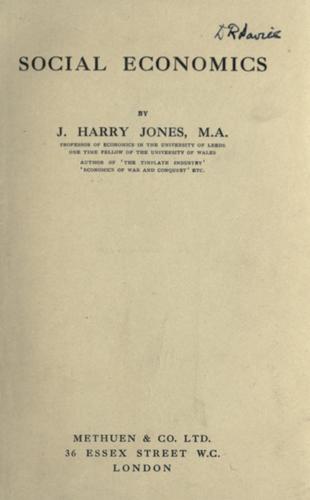 D R Davies
SOCIAL ECONOMICS
BY
J. HARRY JONES, M.A.
PROFESSOR OF ECONOMICS IN THE UNIVERSITY OF LEEDS
ONE TIME FELLOW OF THE UNIVERSITY OF WALES
AUTHOR OF 'THE TINPLATE INDUSTRY'
'ECONOMICS OF WAR AND CONQUEST' ETC.
METHUEN & CO. LTD.
36 ESSEX STREET W.C.
LONDON